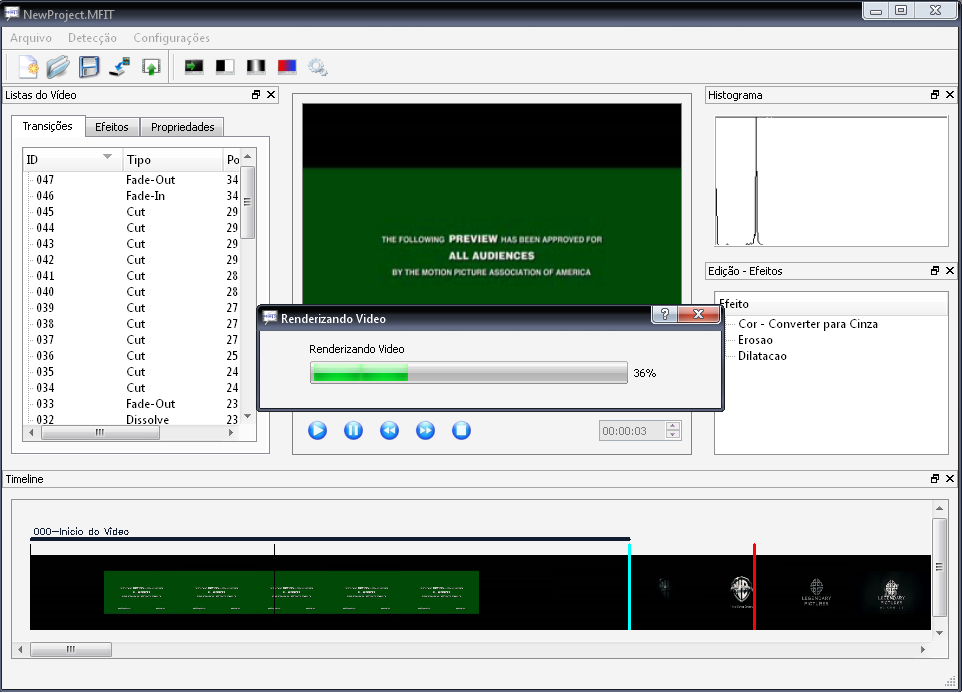 NewProject.MFIT
Arquivo Detecção Configurações
Listas do Vídeo
Transições Efeitos Propriedades
ID Tipo Po
047 Fade-Out 34
046 Fade-In 34
045 Cut 29
044 Cut 29
043 Cut 29
042 Cut 29
041 Cut 28
040 Cut 28
039 Cut 27
038 Cut 27
037 Cut 27
036 Cut 25
035 Cut 24
034 Cut 24
033 Fade-Out 23
032 Dissolve 23
THE FOLLOWING PREVIEW HAS BEEN APPROVED FOR
ALL AUDIENCES
BY THE MOTION PICTURE ASSOCIATION OF AMERICA
Renderizando Video
Renderizando Video
36%
00:00:03
Histograma
Edição - Efeitos
Efeito
Cor - Converter para Cinza
Erosao
Dilatacao
Timeline
000-Inicio do Vídeo
LEGENDARY
PICTURES
LEGENDARY
PICTURES